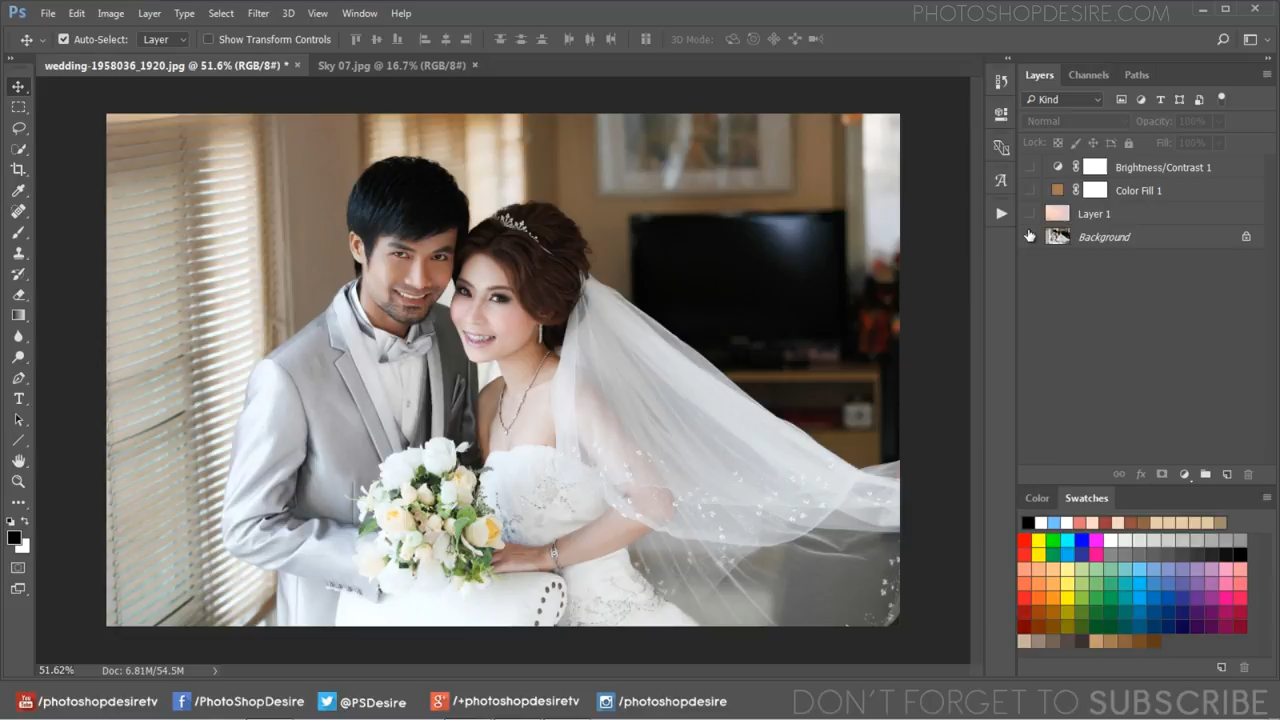 Ps File Edit Image Layer Type Select Filter 3D View Window Help
PHOTOSHOPDESIRE.COM
Auto-Select: Layer Show Transform Controls 3D Mode:
wedding-1958036_1920.jpg @ 51.6% (RGB/8#) * × Sky 07.jpg @ 16.7% (RGB/8#) ×
Layers Channels Paths
Kind
Normal Opacity: 100%
Lock: Fill: 100%
Brightness/Contrast 1
Color Fill 1
Layer 1
Background
Color Swatches
51.62% Doc: 6.81M/54.5M
You Tube /photoshopdesiretv /PhotoShopDesire @PSDesire /+photoshopdesiretv /photoshopdesire
DON'T FORGET TO SUBSCRIBE